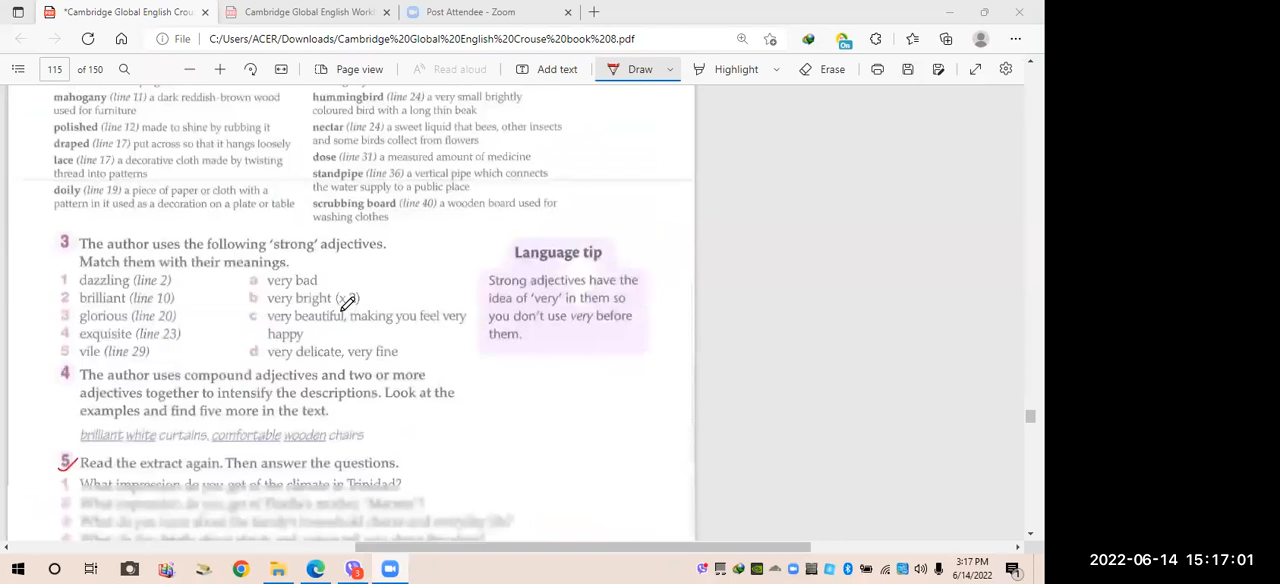 *Cambridge Global English Crou
Cambridge Global English Workb
Post Attendee - Zoom
File
C:/Users/ACER/Downloads/Cambridge%20Global%20English%20Crouse%20book%208.pdf
115 of 150
Page view
Read aloud
Add text
Draw
Highlight
Erase
mahogany (line 11) a dark reddish-brown wood
used for furniture
polished (line 12) made to shine by rubbing it
draped (line 17) put across so that it hangs loosely
lace (line 17) a decorative cloth made by twisting
thread into patterns
doily (line 19) a piece of paper or cloth with a
pattern in it used as a decoration on a plate or table
hummingbird (line 24) a very small brightly
coloured bird with a long thin beak
nectar (line 24) a sweet liquid that bees, other insects
and some birds collect from flowers
dose (line 31) a measured amount of medicine
standpipe (line 36) a vertical pipe which connects
the water supply to a public place
scrubbing board (line 40) a wooden board used for
washing clothes
3 The author uses the following ‘strong’ adjectives.
Match them with their meanings.
1 dazzling (line 2)
2 brilliant (line 10)
3 glorious (line 20)
4 exquisite (line 23)
5 vile (line 29)
a very bad
b very bright (x 2)
c very beautiful, making you feel very
happy
d very delicate, very fine
Language tip
Strong adjectives have the
idea of ‘very’ in them so
you don’t use very before
them.
4 The author uses compound adjectives and two or more
adjectives together to intensify the descriptions. Look at the
examples and find five more in the text.
brilliant white curtains, comfortable wooden chairs
5 Read the extract again. Then answer the questions.
1 What impression do you get of the climate in Trinidad?
3:17 PM
6/14/2022
2022-06-14 15:17:01